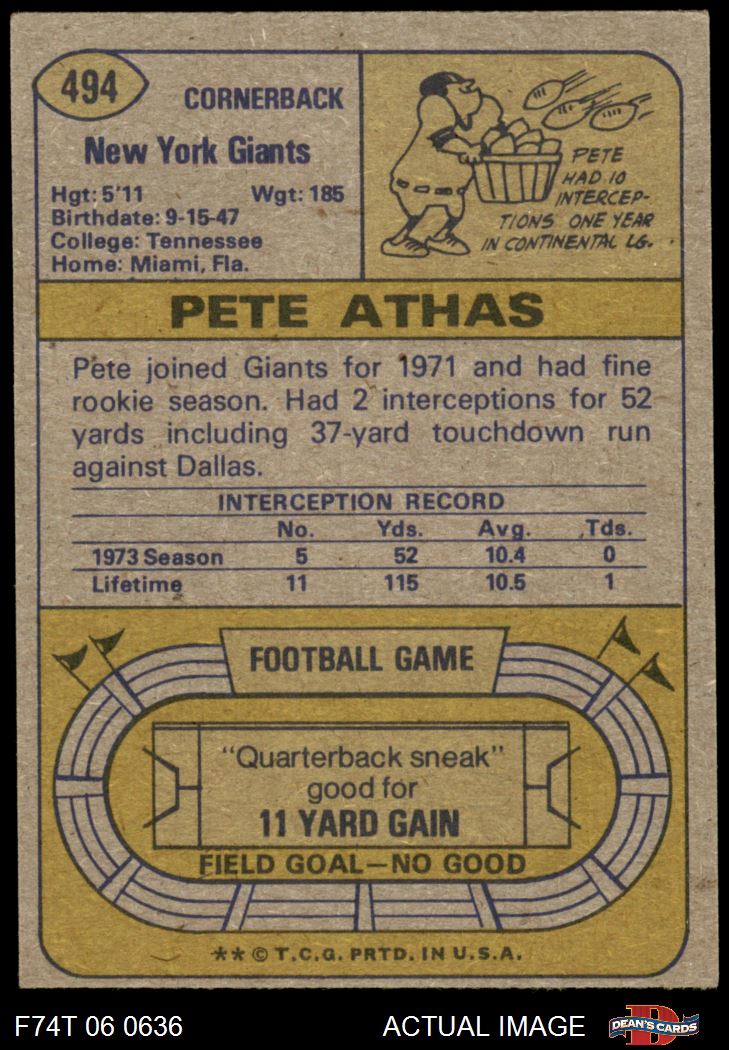 494
CORNERBACK
New York Giants
Hgt: 5'11 Wgt: 185
Birthdate: 9-15-47
College: Tennessee
Home: Miami, Fla.
PETE
HAD 10
INTERCEP-
TIONS ONE YEAR
IN CONTINENTAL LG.
PETE ATHAS
Pete joined Giants for 1971 and had fine
rookie season. Had 2 interceptions for 52
yards including 37-yard touchdown run
against Dallas.
INTERCEPTION RECORD
No. Yds. Avg. Tds.
1973 Season 5 52 10.4 0
Lifetime 11 115 10.5 1
FOOTBALL GAME
"Quarterback sneak"
good for
11 YARD GAIN
FIELD GOAL—NO GOOD
** © T.C.G. PRTD. IN U.S.A.
F74T 06 0636 ACTUAL IMAGE DEAN'S CARDS